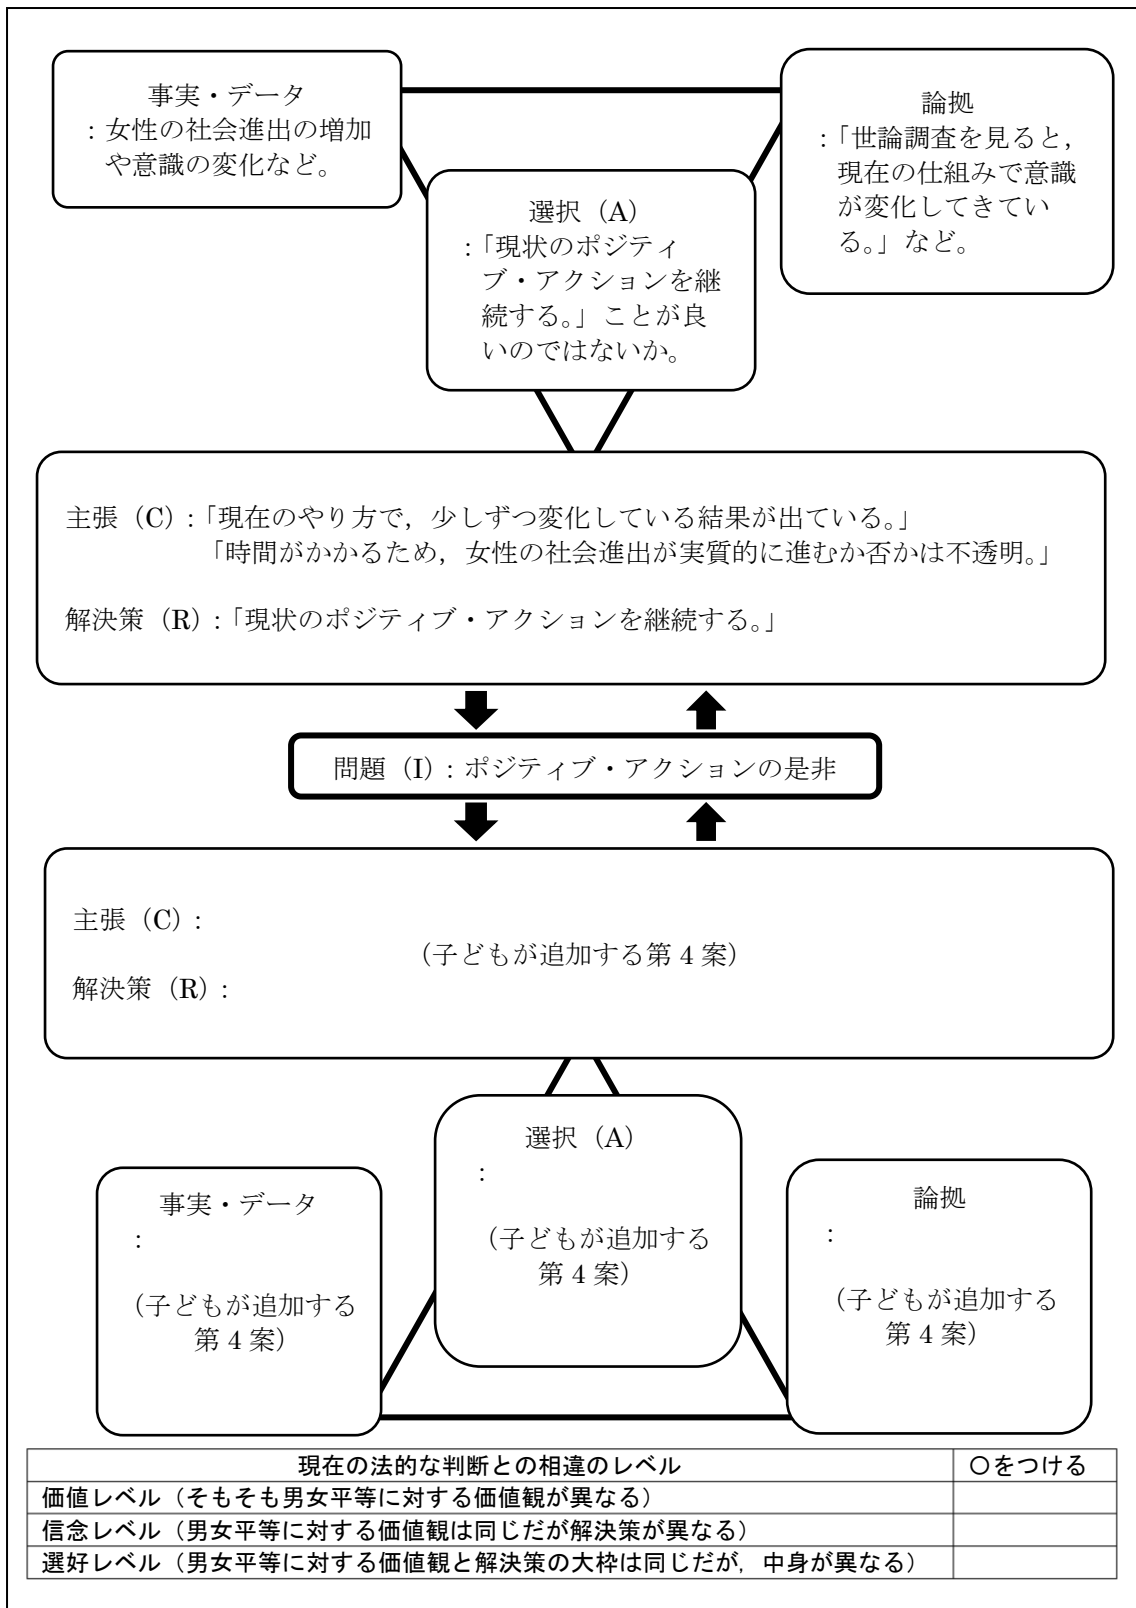 事実・データ
：女性の社会進出の増加
や意識の変化など。
論拠
：「世論調査を見ると，
現在の仕組みで意識
が変化してきてい
る。」など。
選択（A）
：「現状のポジティ
ブ・アクションを継
続する。」ことが良
いのではないか。
主張（C）：「現在のやり方で，少しずつ変化している結果が出ている。」
「時間がかかるため，女性の社会進出が実質的に進むか否かは不透明。」
解決策（R）：「現状のポジティブ・アクションを継続する。」
問題（I）：ポジティブ・アクションの是非
主張（C）：
（子どもが追加する第 4 案）
解決策（R）：
選択（A）
：
（子どもが追加する
第 4 案）
事実・データ
：
（子どもが追加する
第 4 案）
論拠
：
（子どもが追加する
第 4 案）
現在の法的な判断との相違のレベル　〇をつける
価値レベル（そもそも男女平等に対する価値観が異なる）
信念レベル（男女平等に対する価値観は同じだが解決策が異なる）
選好レベル（男女平等に対する価値観と解決策の大枠は同じだが，中身が異なる）